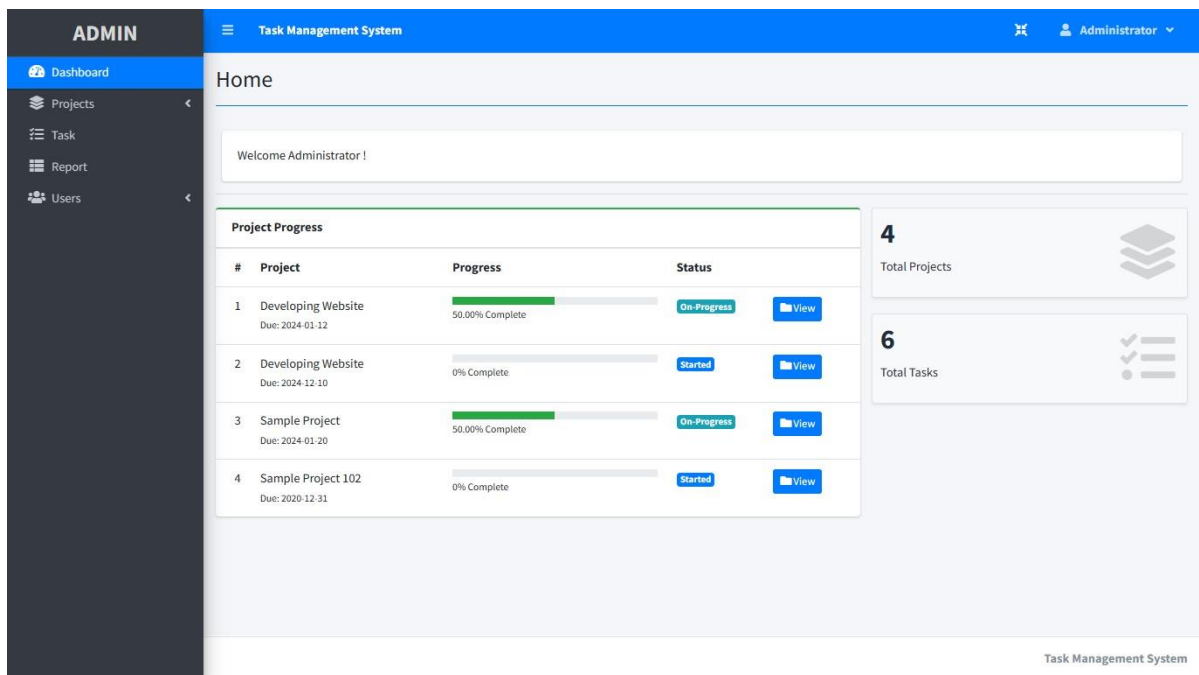 ADMIN
Task Management System
Administrator
Dashboard
Projects
Task
Report
Users
Home
Welcome Administrator !
Project Progress
# Project Progress Status
1 Developing Website On-Progress View
50.00% Complete
Due: 2024-01-12
2 Developing Website Started View
0% Complete
Due: 2024-12-10
3 Sample Project On-Progress View
50.00% Complete
Due: 2024-01-20
4 Sample Project 102 Started View
0% Complete
Due: 2020-12-31
4
Total Projects
6
Total Tasks
Task Management System